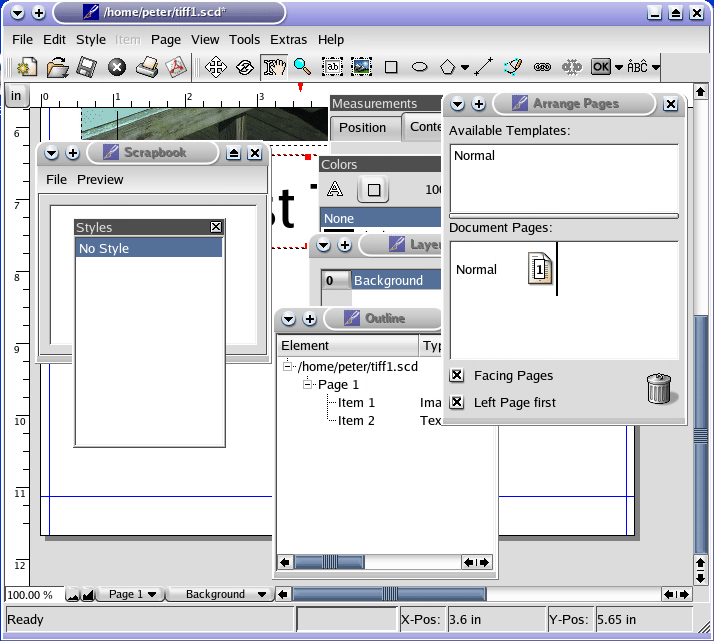 /home/peter/tiff1.scd*
File Edit Style Item Page View Tools Extras Help
OK ÀBĈ
in
0 1 2 3
6
7
8
9
10
11
12
Measurements
Position Conte
Colors
100
None
st
Layer
0 Background
Scrapbook
File Preview
Styles
No Style
Outline
Element Typ
/home/peter/tiff1.scd
Page 1
Item 1 Ima
Item 2 Tex
Arrange Pages
Available Templates:
Normal
Document Pages:
Normal 1
Facing Pages
Left Page first
100.00 % Page 1 Background
Ready X-Pos: 3.6 in Y-Pos: 5.65 in